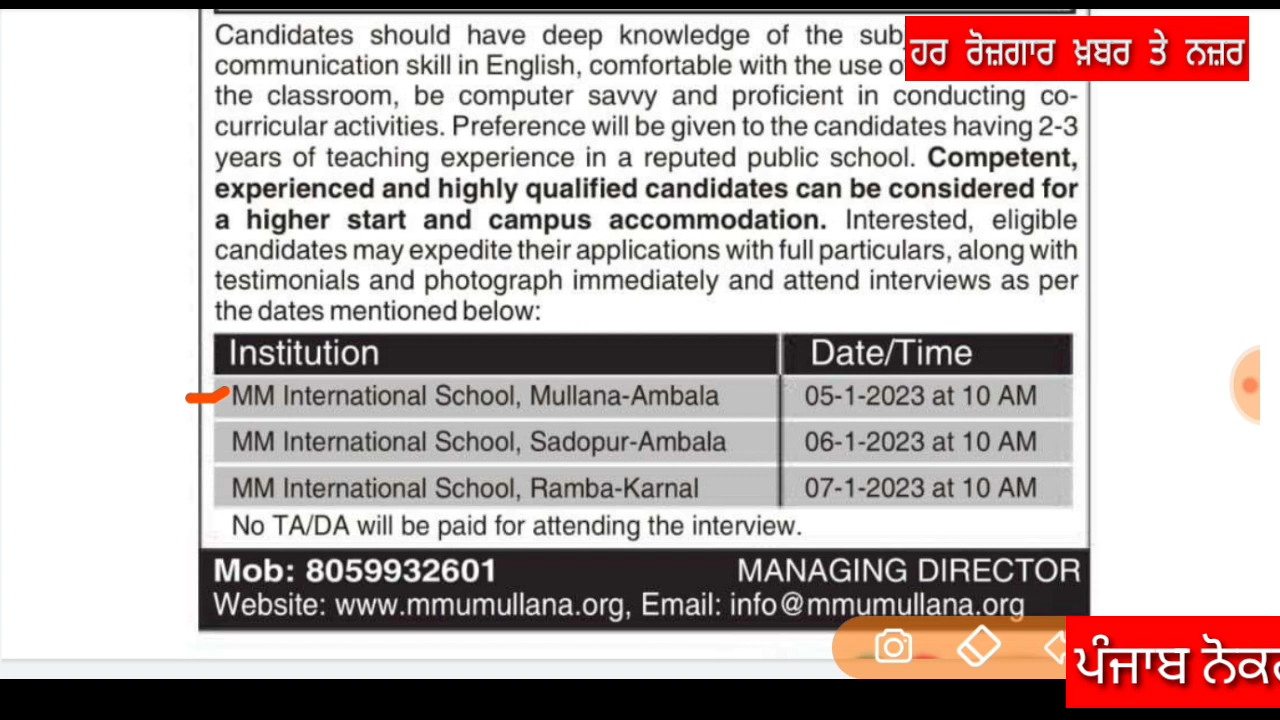 Candidates should have deep knowledge of the
communication skill in English, comfortable with the use
the classroom, be computer savvy and proficient in conducting co-
curricular activities. Preference will be given to the candidates having 2-3
years of teaching experience in a reputed public school. Competent,
experienced and highly qualified candidates can be considered for
a higher start and campus accommodation. Interested, eligible
candidates may expedite their applications with full particulars, along with
testimonials and photograph immediately and attend interviews as per
the dates mentioned below:
Institution Date/Time
MM International School, Mullana-Ambala 05-1-2023 at 10 AM
MM International School, Sadopur-Ambala 06-1-2023 at 10 AM
MM International School, Ramba-Karnal 07-1-2023 at 10 AM
No TA/DA will be paid for attending the interview.
Mob: 8059932601 MANAGING DIRECTOR
Website: www.mmumullana.org, Email: info@mmumullana.org
ਹਰ ਰੋਜ਼ਗਾਰ ਖ਼ਬਰ ਤੇ ਨਜ਼ਰ
ਪੰਜਾਬ